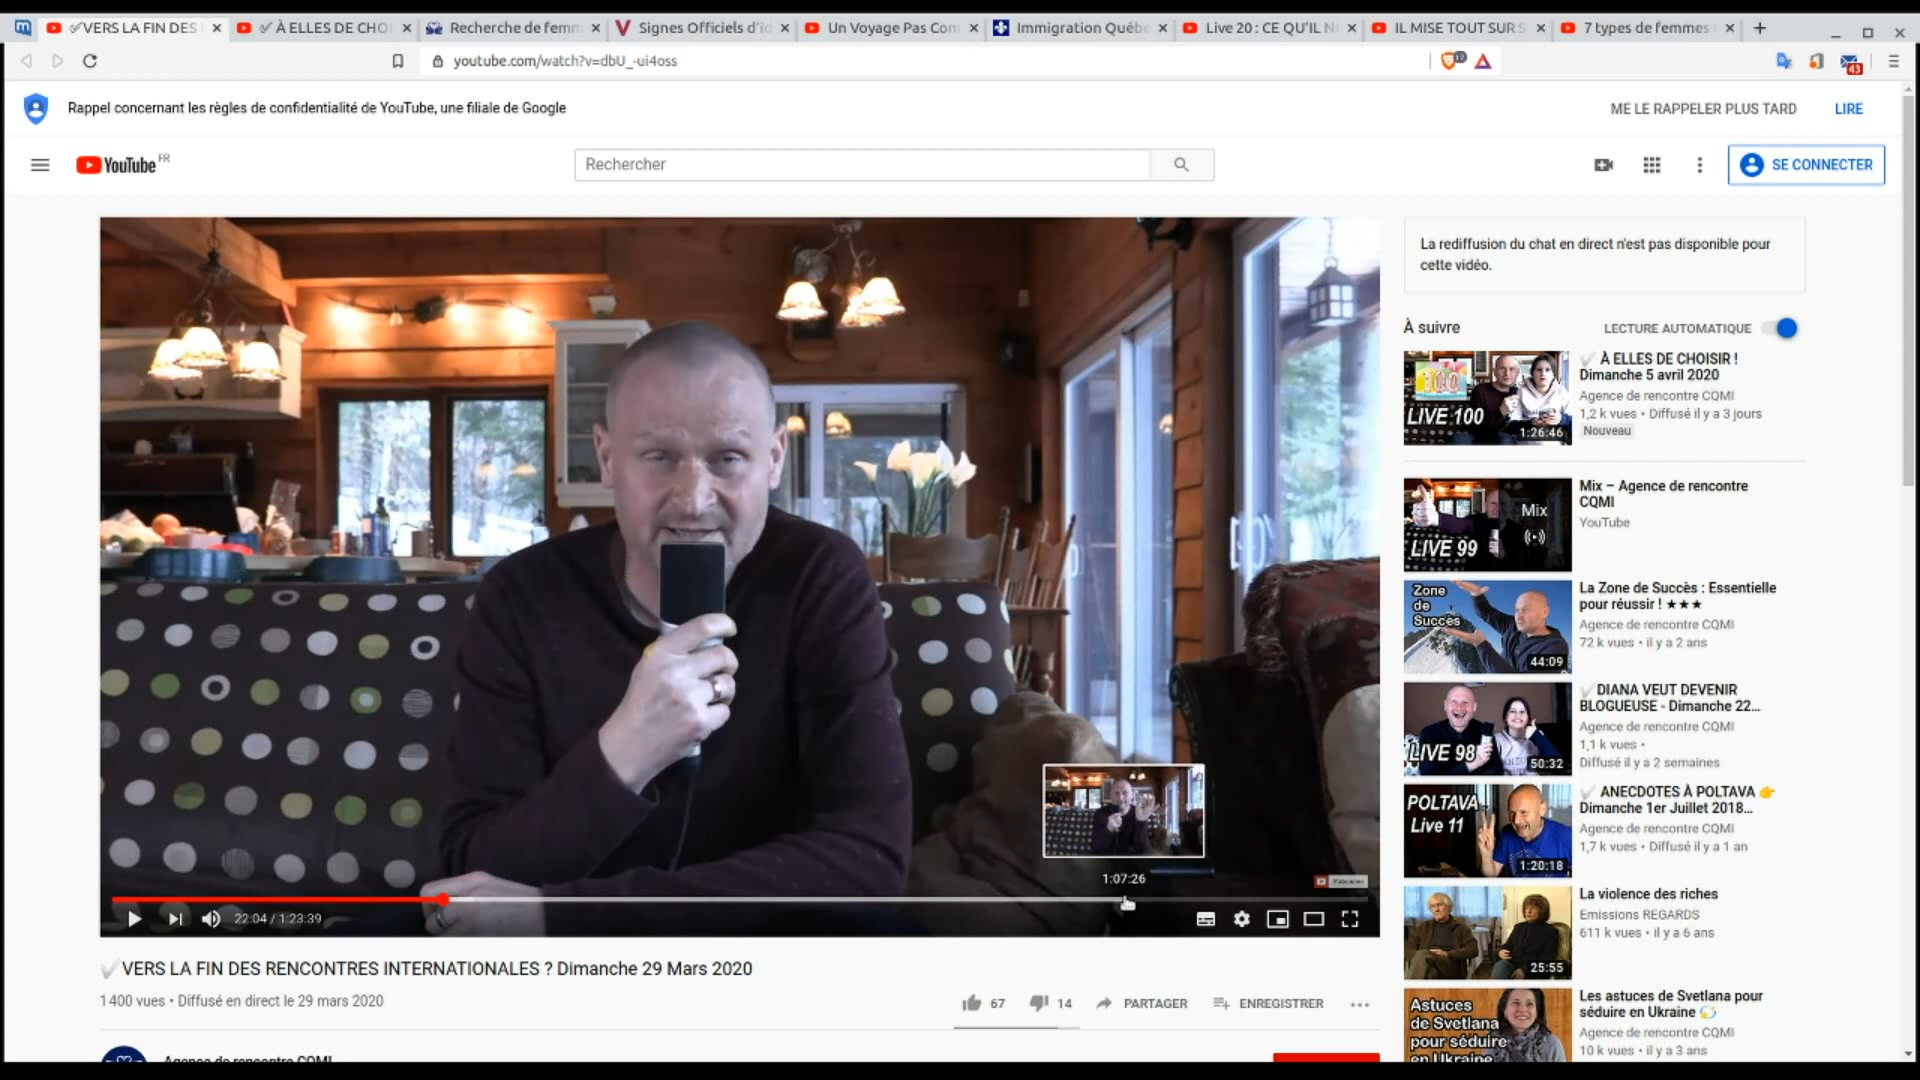 ✅VERS LA FIN DES
✅ À ELLES DE CHO
Recherche de femm
Signes Officiels d'i
Un Voyage Pas Com
Immigration Québ
Live 20 : CE QU'IL N
IL MISE TOUT SUR S
7 types de femmes
youtube.com/watch?v=dbU_-ui4oss
17
43
Rappel concernant les règles de confidentialité de YouTube, une filiale de Google
ME LE RAPPELER PLUS TARD
LIRE
YouTube FR
Rechercher
SE CONNECTER
La rediffusion du chat en direct n'est pas disponible pour
cette vidéo.
À suivre
LECTURE AUTOMATIQUE
LIVE 100
1:26:46
✅ À ELLES DE CHOISIR !
Dimanche 5 avril 2020
Agence de rencontre CQMI
1,2 k vues • Diffusé il y a 3 jours
Nouveau
LIVE 99
Mix
Mix – Agence de rencontre
CQMI
YouTube
Zone
de
Succès
44:09
La Zone de Succès : Essentielle
pour réussir ! ★★★
Agence de rencontre CQMI
72 k vues • il y a 2 ans
LIVE 98
50:32
✅DIANA VEUT DEVENIR
BLOGUEUSE - Dimanche 22...
Agence de rencontre CQMI
1,1 k vues •
Diffusé il y a 2 semaines
POLTAVA
Live 11
1:20:18
✅ ANECDOTES À POLTAVA 👉
Dimanche 1er Juillet 2018...
Agence de rencontre CQMI
1,7 k vues • Diffusé il y a 1 an
25:55
La violence des riches
Emissions REGARDS
611 k vues • il y a 6 ans
Astuces
de Svetlana
pour séduire
en Ukraine
Les astuces de Svetlana pour
séduire en Ukraine 💫
Agence de rencontre CQMI
10 k vues • il y a 3 ans
1:07:26
22:04 / 1:23:39
✅VERS LA FIN DES RENCONTRES INTERNATIONALES ? Dimanche 29 Mars 2020
1 400 vues • Diffusé en direct le 29 mars 2020
67
14
PARTAGER
ENREGISTRER
Agence de rencontre CQMI